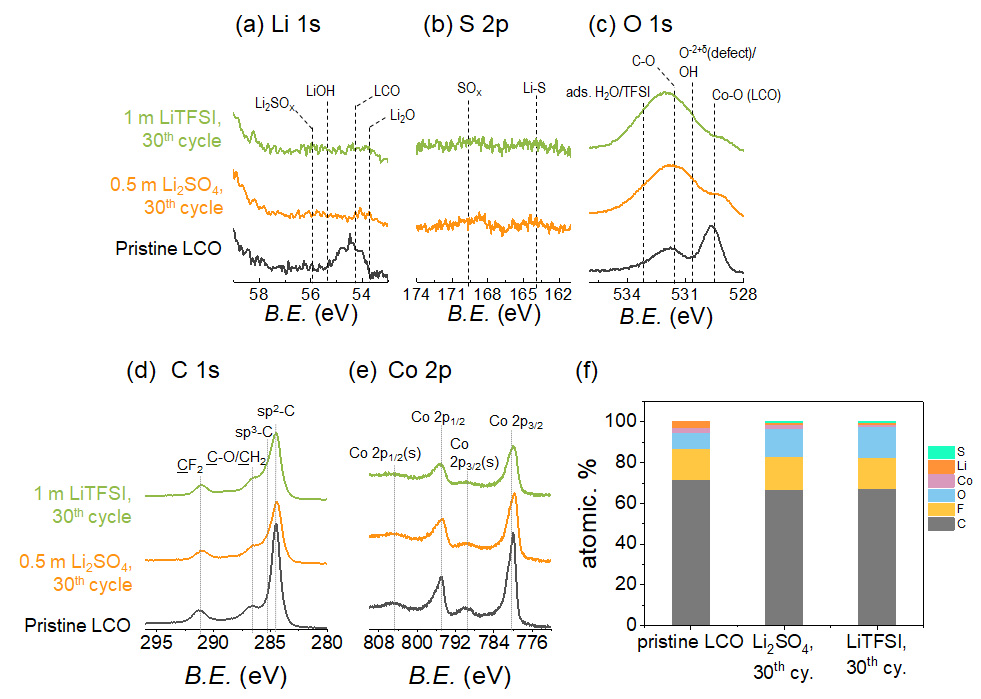 (a) Li 1s
(b) S 2p
(c) O 1s
O⁻²⁺ᵟ(defect)/
OH
C-O
ads. H₂O/TFSI
Co-O (LCO)
Li₂SOₓ
LiOH
LCO
Li₂O
SOₓ
Li-S
1 m LiTFSI,
30ᵗʰ cycle
0.5 m Li₂SO₄,
30ᵗʰ cycle
Pristine LCO
58 56 54
B.E. (eV)
174 171 168 165 162
B.E. (eV)
534 531 528
B.E. (eV)
(d) C 1s
sp²-C
sp³-C
C-O/CH₂
CF₂
1 m LiTFSI,
30ᵗʰ cycle
0.5 m Li₂SO₄,
30ᵗʰ cycle
Pristine LCO
295 290 285 280
B.E. (eV)
(e) Co 2p
Co 2p₁/₂
Co 2p₃/₂
Co 2p₁/₂(s)
Co
2p₃/₂(s)
808 800 792 784 776
B.E. (eV)
(f)
atomic. %
100
80
60
40
20
0
S
Li
Co
O
F
C
pristine LCO
Li₂SO₄,
30ᵗʰ cy.
LiTFSI,
30ᵗʰ cy.